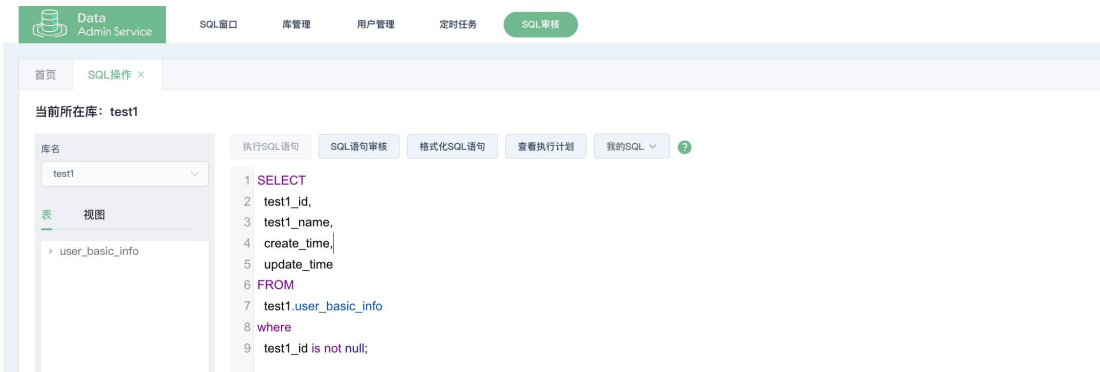 Data
Admin Service
SQL窗口 库管理 用户管理 定时任务 SQL审核
首页 SQL操作 ×
当前所在库：test1
库名
test1
表 视图
user_basic_info
执行SQL语句 SQL语句审核 格式化SQL语句 查看执行计划 我的SQL ?
1 SELECT
2 test1_id,
3 test1_name,
4 create_time,
5 update_time
6 FROM
7 test1.user_basic_info
8 where
9 test1_id is not null;